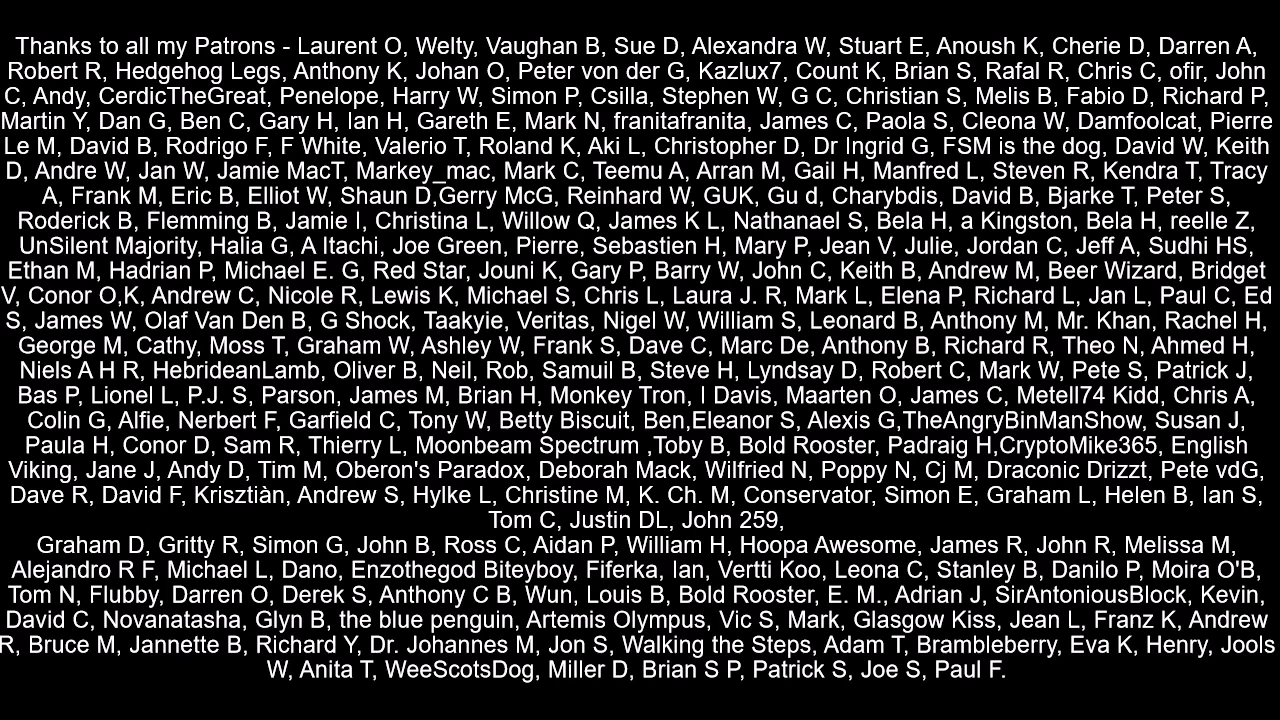 Thanks to all my Patrons - Laurent O, Welty, Vaughan B, Sue D, Alexandra W, Stuart E, Anoush K, Cherie D, Darren A,
Robert R, Hedgehog Legs, Anthony K, Johan O, Peter von der G, Kazlux7, Count K, Brian S, Rafal R, Chris C, ofir, John
C, Andy, CerdicTheGreat, Penelope, Harry W, Simon P, Csilla, Stephen W, G C, Christian S, Melis B, Fabio D, Richard P,
Martin Y, Dan G, Ben C, Gary H, Ian H, Gareth E, Mark N, franitafranita, James C, Paola S, Cleona W, Damfoolcat, Pierre
Le M, David B, Rodrigo F, F White, Valerio T, Roland K, Aki L, Christopher D, Dr Ingrid G, FSM is the dog, David W, Keith
D, Andre W, Jan W, Jamie MacT, Markey_mac, Mark C, Teemu A, Arran M, Gail H, Manfred L, Steven R, Kendra T, Tracy
A, Frank M, Eric B, Elliot W, Shaun D,Gerry McG, Reinhard W, GUK, Gu d, Charybdis, David B, Bjarke T, Peter S,
Roderick B, Flemming B, Jamie I, Christina L, Willow Q, James K L, Nathanael S, Bela H, a Kingston, Bela H, reelle Z,
UnSilent Majority, Halia G, A Itachi, Joe Green, Pierre, Sebastien H, Mary P, Jean V, Julie, Jordan C, Jeff A, Sudhi HS,
Ethan M, Hadrian P, Michael E. G, Red Star, Jouni K, Gary P, Barry W, John C, Keith B, Andrew M, Beer Wizard, Bridget
V, Conor O,K, Andrew C, Nicole R, Lewis K, Michael S, Chris L, Laura J. R, Mark L, Elena P, Richard L, Jan L, Paul C, Ed
S, James W, Olaf Van Den B, G Shock, Taakyie, Veritas, Nigel W, William S, Leonard B, Anthony M, Mr. Khan, Rachel H,
George M, Cathy, Moss T, Graham W, Ashley W, Frank S, Dave C, Marc De, Anthony B, Richard R, Theo N, Ahmed H,
Niels A H R, HebrideanLamb, Oliver B, Neil, Rob, Samuil B, Steve H, Lyndsay D, Robert C, Mark W, Pete S, Patrick J,
Bas P, Lionel L, P.J. S, Parson, James M, Brian H, Monkey Tron, I Davis, Maarten O, James C, Metell74 Kidd, Chris A,
Colin G, Alfie, Nerbert F, Garfield C, Tony W, Betty Biscuit, Ben,Eleanor S, Alexis G,TheAngryBinManShow, Susan J,
Paula H, Conor D, Sam R, Thierry L, Moonbeam Spectrum ,Toby B, Bold Rooster, Padraig H,CryptoMike365, English
Viking, Jane J, Andy D, Tim M, Oberon's Paradox, Deborah Mack, Wilfried N, Poppy N, Cj M, Draconic Drizzt, Pete vdG,
Dave R, David F, Krisztiàn, Andrew S, Hylke L, Christine M, K. Ch. M, Conservator, Simon E, Graham L, Helen B, Ian S,
Tom C, Justin DL, John 259,
Graham D, Gritty R, Simon G, John B, Ross C, Aidan P, William H, Hoopa Awesome, James R, John R, Melissa M,
Alejandro R F, Michael L, Dano, Enzothegod Biteyboy, Fiferka, Ian, Vertti Koo, Leona C, Stanley B, Danilo P, Moira O'B,
Tom N, Flubby, Darren O, Derek S, Anthony C B, Wun, Louis B, Bold Rooster, E. M., Adrian J, SirAntoniousBlock, Kevin,
David C, Novanatasha, Glyn B, the blue penguin, Artemis Olympus, Vic S, Mark, Glasgow Kiss, Jean L, Franz K, Andrew
R, Bruce M, Jannette B, Richard Y, Dr. Johannes M, Jon S, Walking the Steps, Adam T, Brambleberry, Eva K, Henry, Jools
W, Anita T, WeeScotsDog, Miller D, Brian S P, Patrick S, Joe S, Paul F.